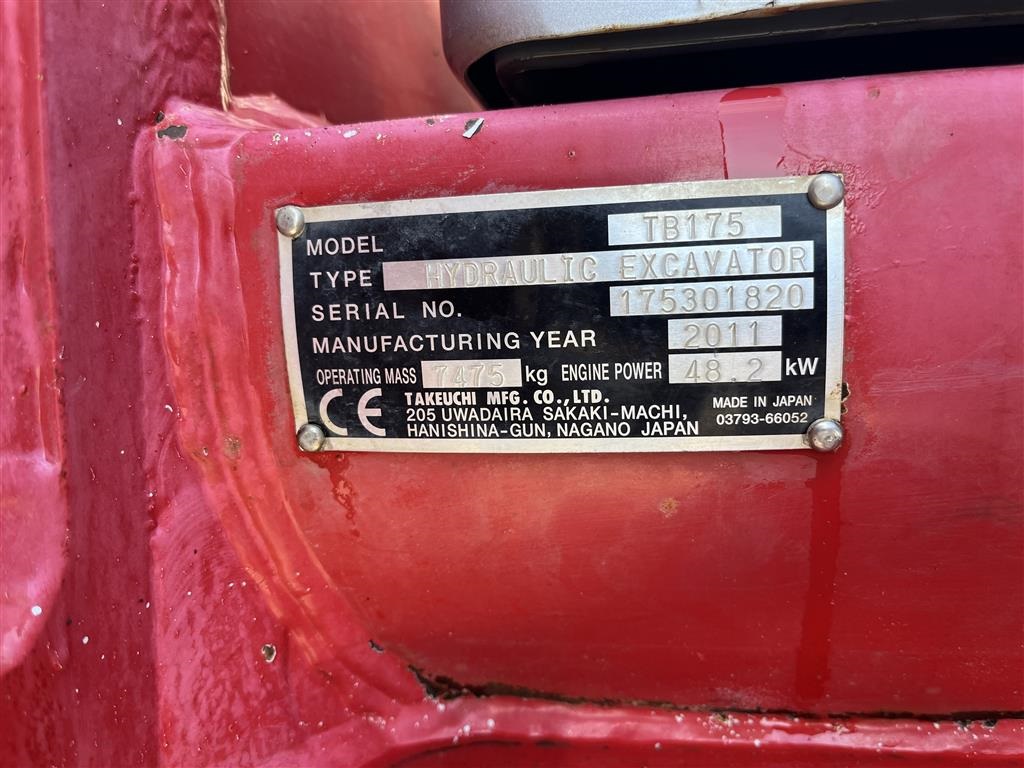 MODEL TB175
TYPE HYDRAULIC EXCAVATOR
SERIAL NO. 175301820
MANUFACTURING YEAR 2011
OPERATING MASS 7475 kg ENGINE POWER 48.2 kW
CE TAKEUCHI MFG. CO., LTD.
205 UWADAIRA SAKAKI-MACHI,
HANISHINA-GUN, NAGANO JAPAN
MADE IN JAPAN
03793-66052